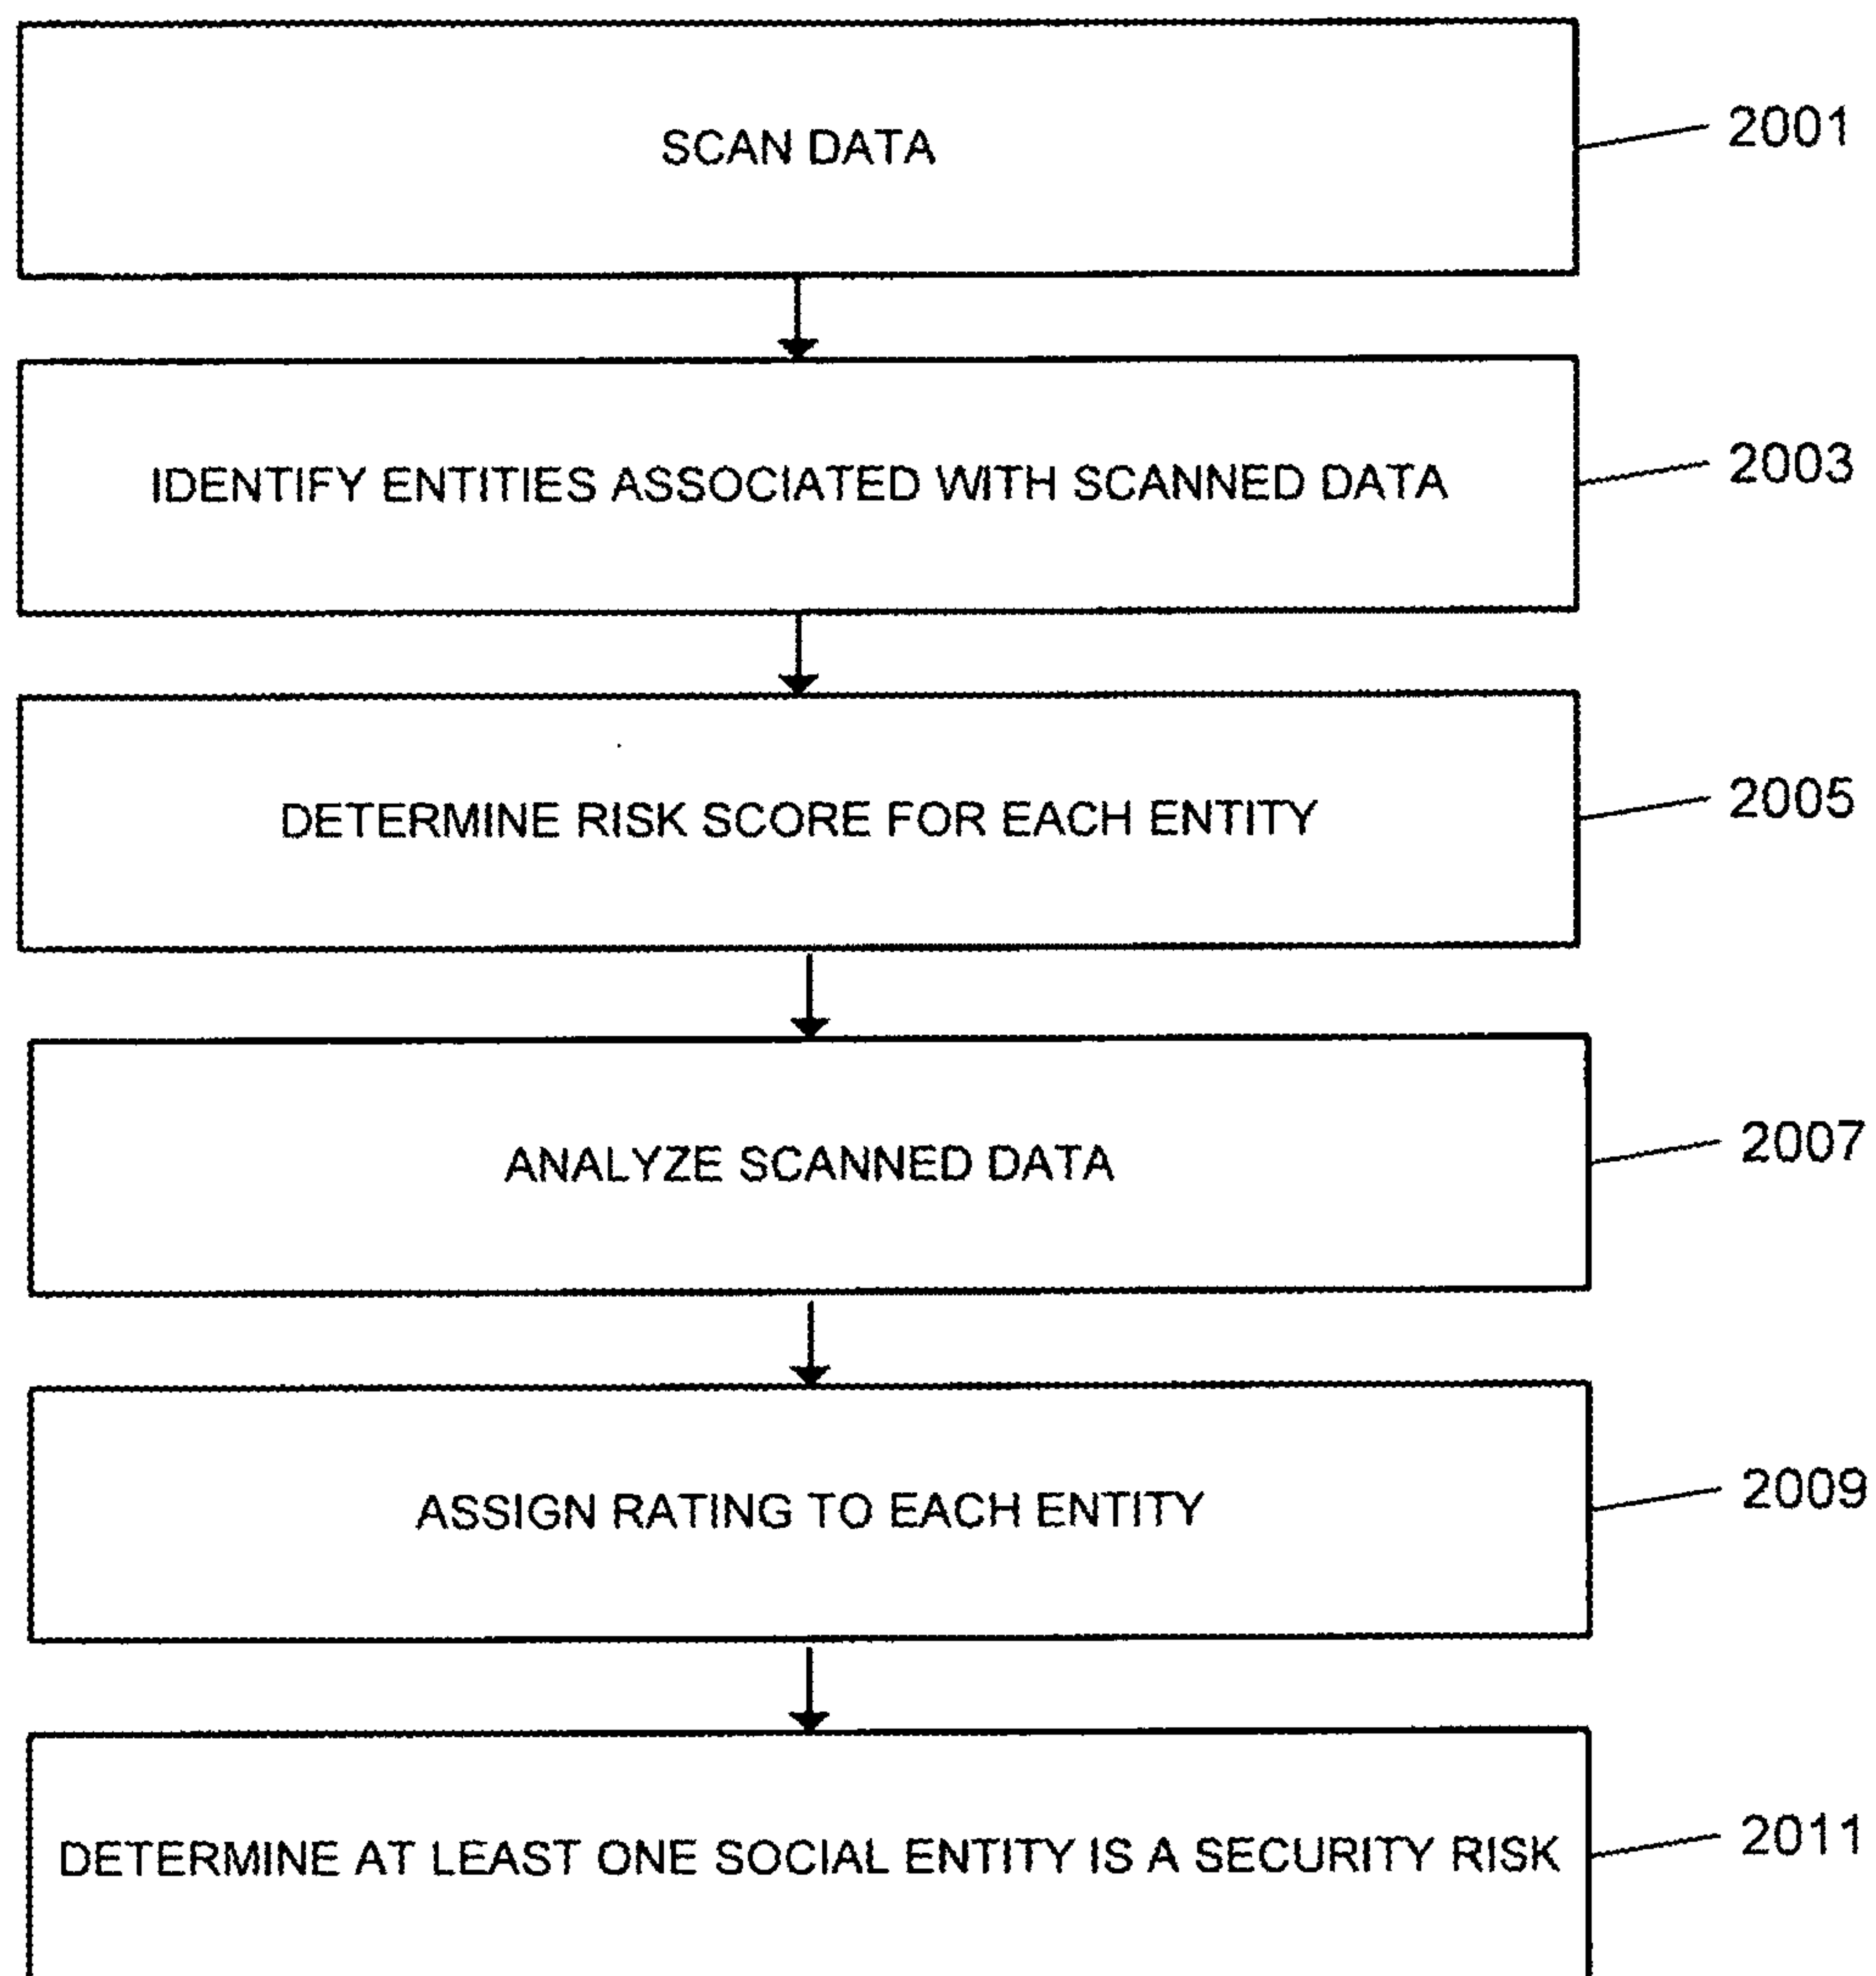 SCAN DATA
2001
IDENTIFY ENTITIES ASSOCIATED WITH SCANNED DATA
2003
DETERMINE RISK SCORE FOR EACH ENTITY
2005
ANALYZE SCANNED DATA
2007
ASSIGN RATING TO EACH ENTITY
2009
DETERMINE AT LEAST ONE SOCIAL ENTITY IS A SECURITY RISK
2011